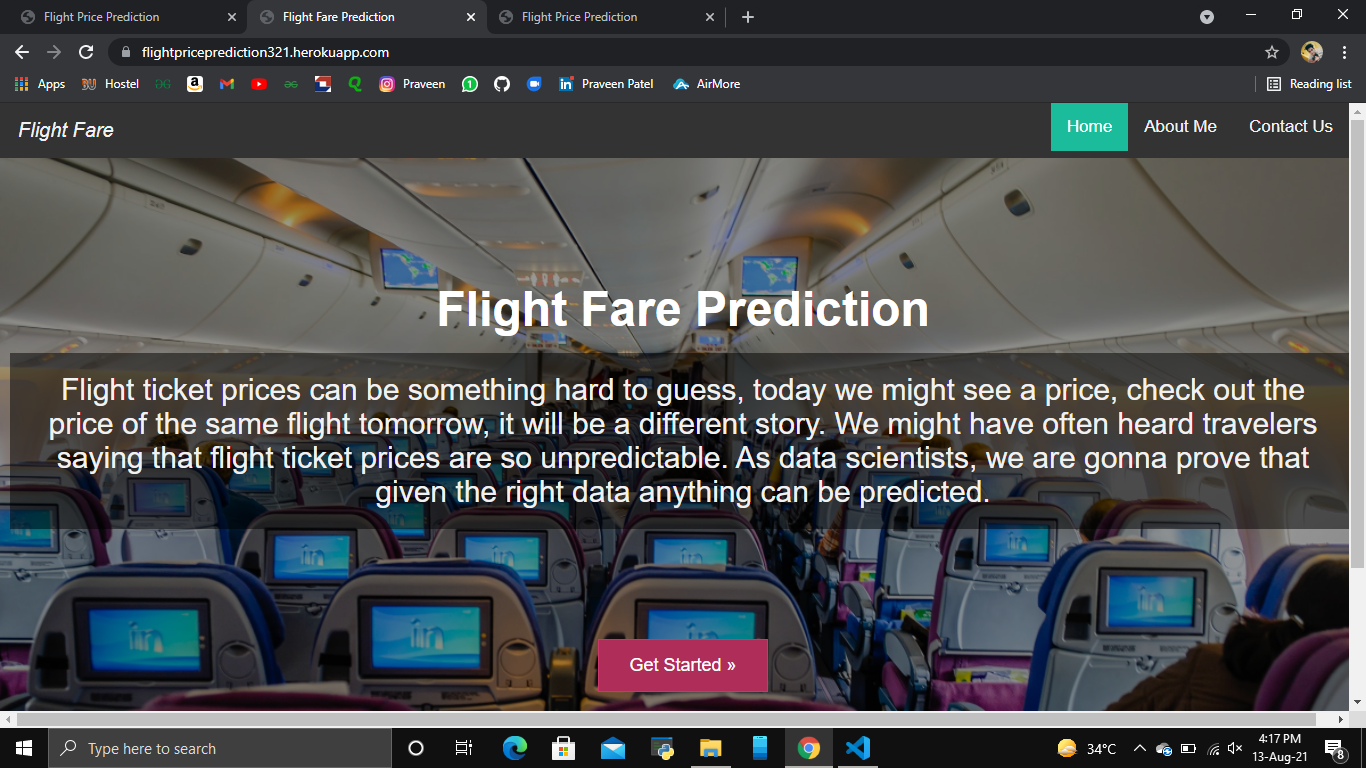 Flight Price Prediction
Flight Fare Prediction
Flight Price Prediction
flightpriceprediction321.herokuapp.com
Apps
Hostel
Praveen
Praveen Patel
AirMore
Reading list
Flight Fare
Home
About Me
Contact Us
Flight Fare Prediction
Flight ticket prices can be something hard to guess, today we might see a price, check out the
price of the same flight tomorrow, it will be a different story. We might have often heard travelers
saying that flight ticket prices are so unpredictable. As data scientists, we are gonna prove that
given the right data anything can be predicted.
Get Started »
Type here to search
34°C
4:17 PM
13-Aug-21
8